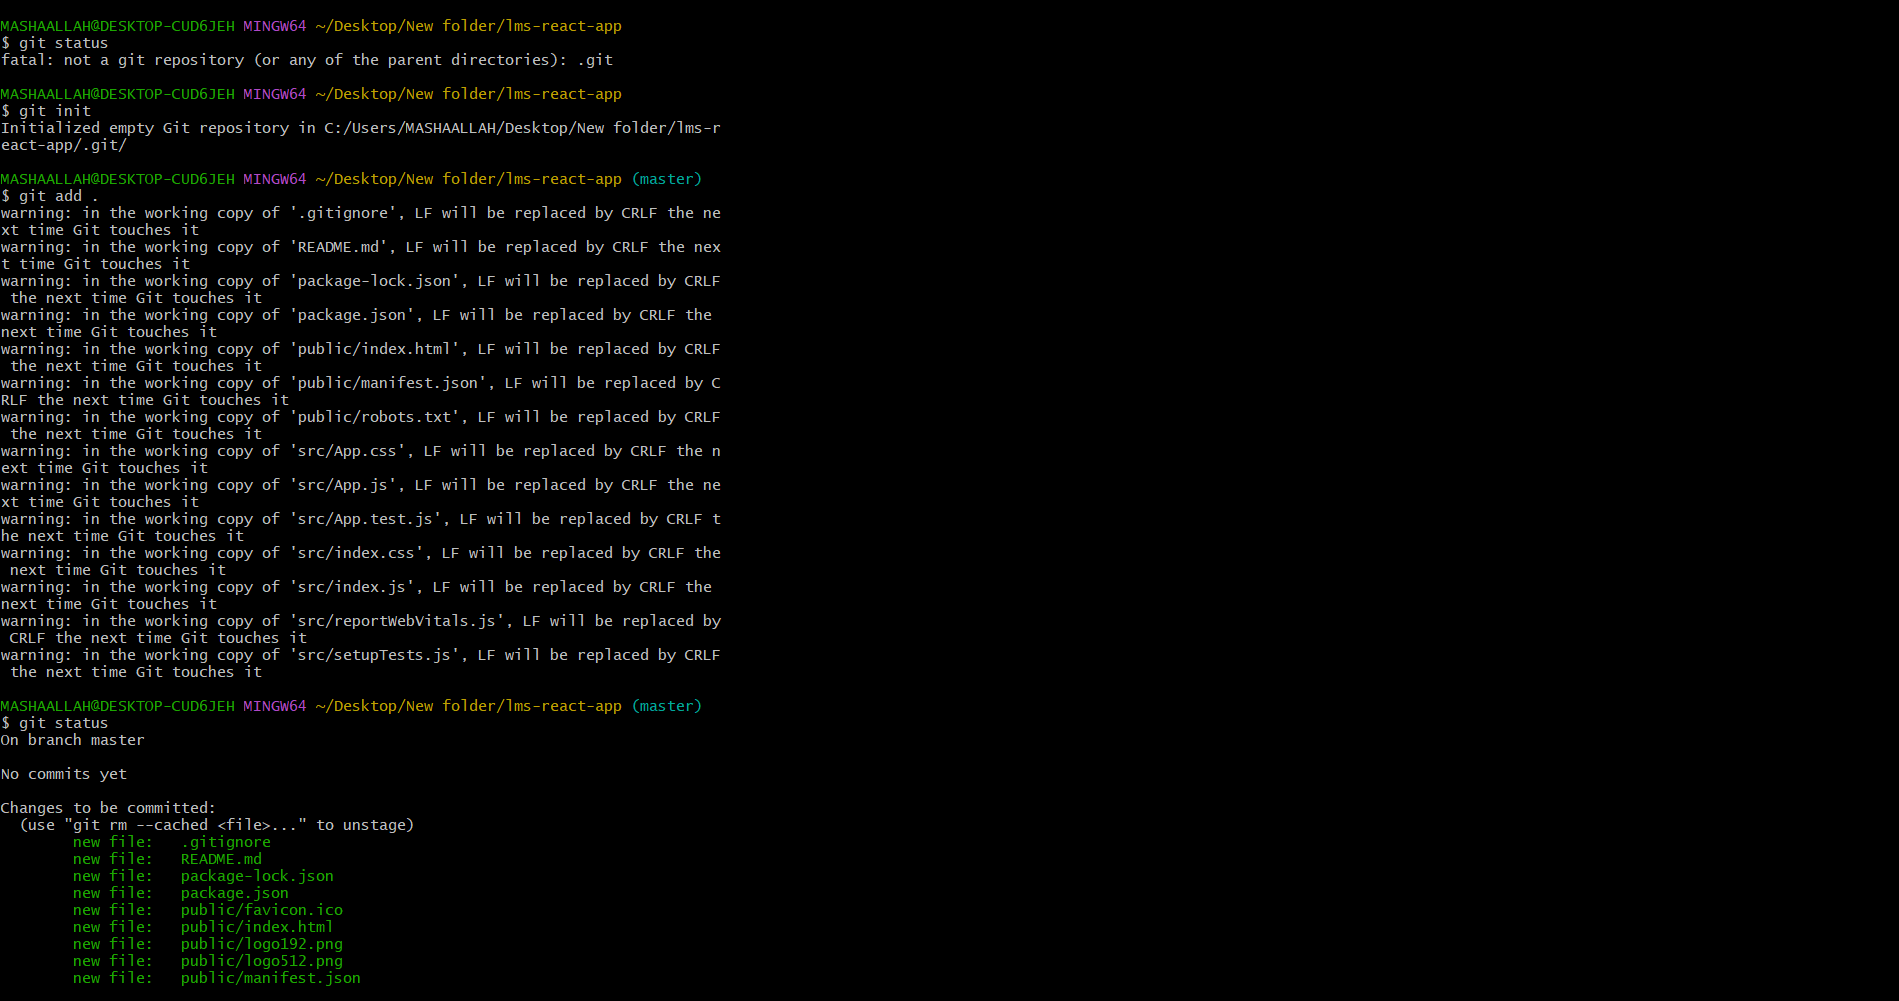 MASHAALLAH@DESKTOP-CUD6JEH MINGW64 ~/Desktop/New folder/lms-react-app
$ git status
fatal: not a git repository (or any of the parent directories): .git
MASHAALLAH@DESKTOP-CUD6JEH MINGW64 ~/Desktop/New folder/lms-react-app
$ git init
Initialized empty Git repository in C:/Users/MASHAALLAH/Desktop/New folder/lms-r
eact-app/.git/
MASHAALLAH@DESKTOP-CUD6JEH MINGW64 ~/Desktop/New folder/lms-react-app (master)
$ git add .
warning: in the working copy of '.gitignore', LF will be replaced by CRLF the ne
xt time Git touches it
warning: in the working copy of 'README.md', LF will be replaced by CRLF the nex
t time Git touches it
warning: in the working copy of 'package-lock.json', LF will be replaced by CRLF
 the next time Git touches it
warning: in the working copy of 'package.json', LF will be replaced by CRLF the
next time Git touches it
warning: in the working copy of 'public/index.html', LF will be replaced by CRLF
 the next time Git touches it
warning: in the working copy of 'public/manifest.json', LF will be replaced by C
RLF the next time Git touches it
warning: in the working copy of 'public/robots.txt', LF will be replaced by CRLF
 the next time Git touches it
warning: in the working copy of 'src/App.css', LF will be replaced by CRLF the n
ext time Git touches it
warning: in the working copy of 'src/App.js', LF will be replaced by CRLF the ne
xt time Git touches it
warning: in the working copy of 'src/App.test.js', LF will be replaced by CRLF t
he next time Git touches it
warning: in the working copy of 'src/index.css', LF will be replaced by CRLF the
 next time Git touches it
warning: in the working copy of 'src/index.js', LF will be replaced by CRLF the
next time Git touches it
warning: in the working copy of 'src/reportWebVitals.js', LF will be replaced by
 CRLF the next time Git touches it
warning: in the working copy of 'src/setupTests.js', LF will be replaced by CRLF
 the next time Git touches it
MASHAALLAH@DESKTOP-CUD6JEH MINGW64 ~/Desktop/New folder/lms-react-app (master)
$ git status
On branch master
No commits yet
Changes to be committed:
  (use "git rm --cached <file>..." to unstage)
        new file:   .gitignore
        new file:   README.md
        new file:   package-lock.json
        new file:   package.json
        new file:   public/favicon.ico
        new file:   public/index.html
        new file:   public/logo192.png
        new file:   public/logo512.png
        new file:   public/manifest.json